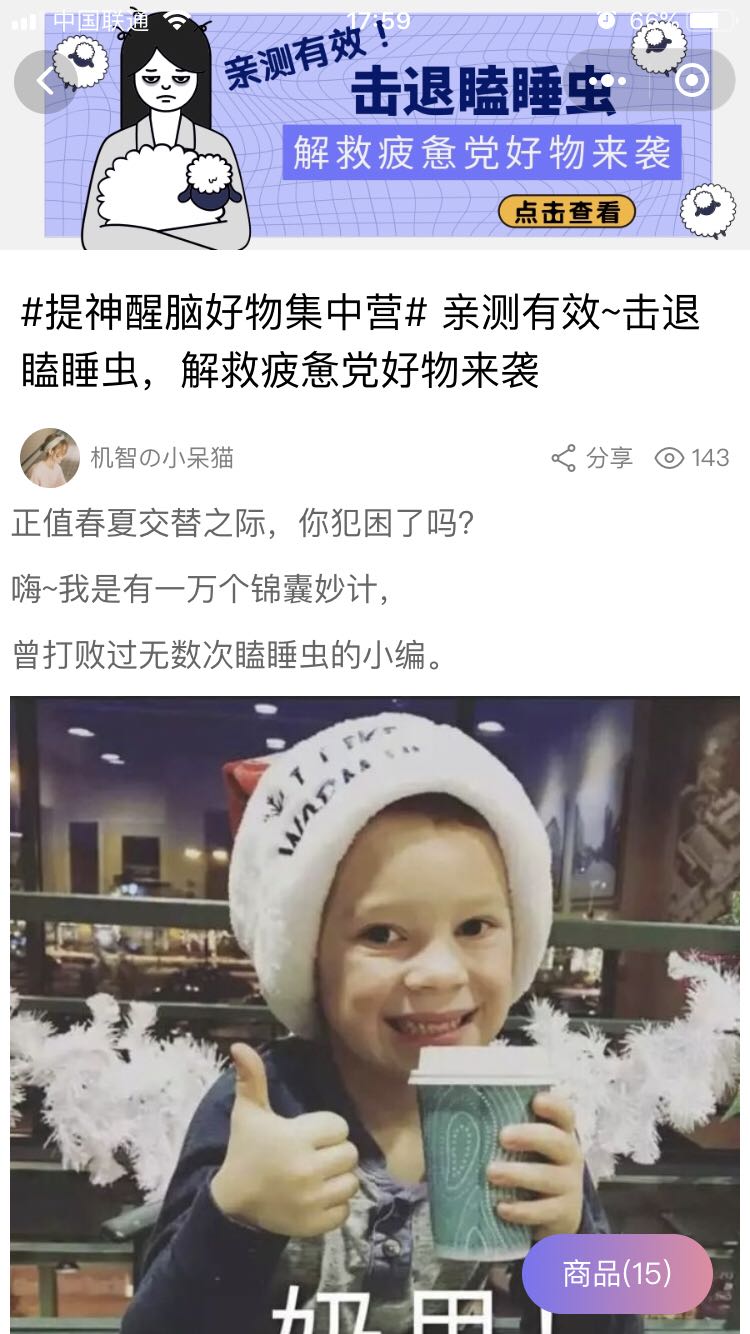 中国联通
17:59
66%
亲测有效！
击退瞌睡虫
解救疲惫党好物来袭
点击查看
#提神醒脑好物集中营# 亲测有效~击退
瞌睡虫，解救疲惫党好物来袭
机智の小呆猫
分享
143
正值春夏交替之际，你犯困了吗？
嗨~我是有一万个锦囊妙计，
曾打败过无数次瞌睡虫的小编。
商品(15)